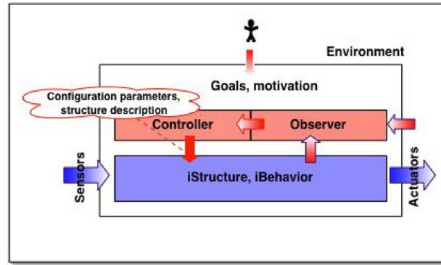 Environment
Goals, motivation
Configuration parameters,
structure description
Controller
Observer
Sensors
iStructure, iBehavior
Actuators